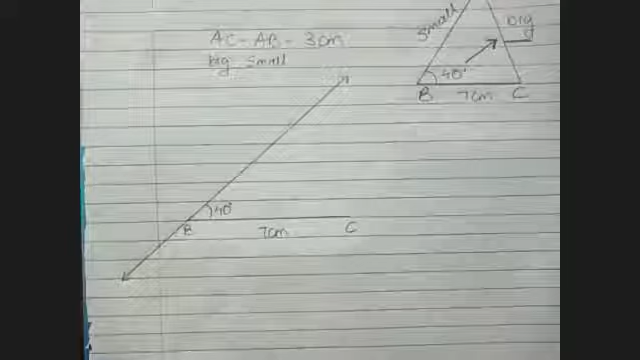 AC - AB - 3cm
big small
small
big
40°
B 7cm C
40°
B 7cm C